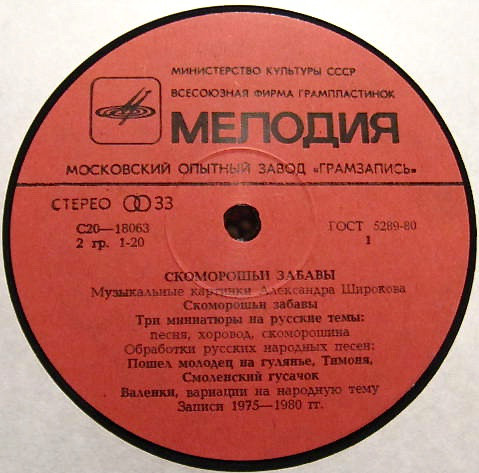 МИНИСТЕРСТВО КУЛЬТУРЫ СССР
ВСЕСОЮЗНАЯ ФИРМА ГРАМПЛАСТИНОК
МЕЛОДИЯ
МОСКОВСКИЙ ОПЫТНЫЙ ЗАВОД «ГРАМЗАПИСЬ»
СТЕРЕО 33
С20—18063 ГОСТ 5289-80
2 гр. 1-20 1
СКОМОРОШЬИ ЗАБАВЫ
Музыкальные картинки Александра Широкова
Скоморошьи забавы
Три миниатюры на русские темы:
песня, хоровод, скоморошина
Обработки русских народных песен:
Пошел молодец на гулянье, Тимоня,
Смоленский гусачок
Валенки, вариации на народную тему
Записи 1975—1980 гг.